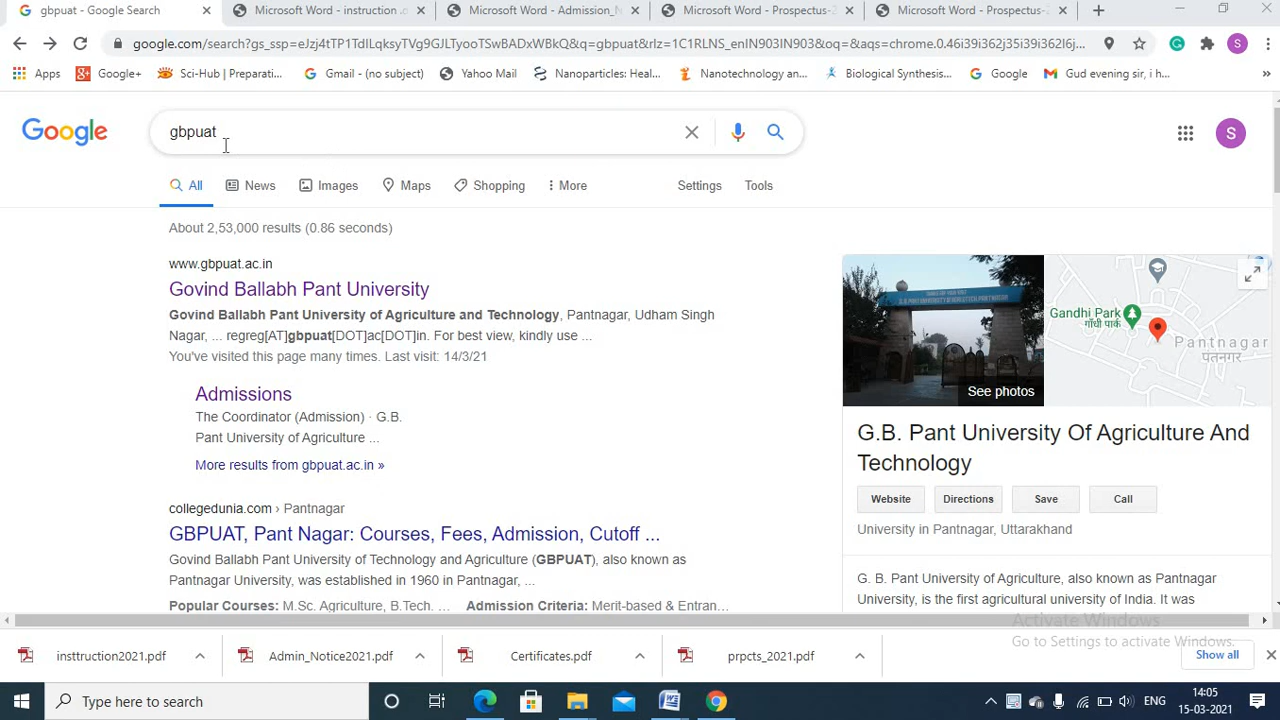 gbpuat - Google Search
Microsoft Word - instruction .
Microsoft Word - Admission_N
Microsoft Word - Prospectus-
Microsoft Word - Prospectus-
google.com/search?gs_ssp=eJzj4tTP1TdILqksyTVg9GJLTyooTSwBADxWBkQ&q=gbpuat&rlz=1C1RLNS_enIN903IN903&oq=&aqs=chrome.0.46i39i362j35i39i362l6j...
S
Apps
Google+
Sci-Hub | Preparati...
Gmail - (no subject)
Yahoo Mail
Nanoparticles: Heal...
Nanotechnology an...
Biological Synthesis...
Google
Gud evening sir, i h...
»
Google
gbpuat
S
All
News
Images
Maps
Shopping
More
Settings
Tools
About 2,53,000 results (0.86 seconds)
www.gbpuat.ac.in
Govind Ballabh Pant University
Govind Ballabh Pant University of Agriculture and Technology, Pantnagar, Udham Singh
Nagar, ... regreg[AT]gbpuat[DOT]ac[DOT]in. For best view, kindly use ...
You've visited this page many times. Last visit: 14/3/21
Admissions
The Coordinator (Admission) · G.B.
Pant University of Agriculture ...
More results from gbpuat.ac.in »
collegedunia.com › Pantnagar
GBPUAT, Pant Nagar: Courses, Fees, Admission, Cutoff ...
Govind Ballabh Pant University of Technology and Agriculture (GBPUAT), also known as
Pantnagar University, was established in 1960 in Pantnagar, ...
Popular Courses: M.Sc. Agriculture, B.Tech. ...
Admission Criteria: Merit-based & Entran...
See photos
Gandhi Park
गाँधी पार्क
Pantnagar
पंतनगर
G.B. Pant University Of Agriculture And
Technology
Website
Directions
Save
Call
University in Pantnagar, Uttarakhand
G. B. Pant University of Agriculture, also known as Pantnagar
University, is the first agricultural university of India. It was
Activate Windows
Go to Settings to activate Windows.
insttruction2021.pdf
Admin_Notice2021.pdf
Certificates.pdf
prpcts_2021.pdf
Show all
Type here to search
ENG
14:05
15-03-2021